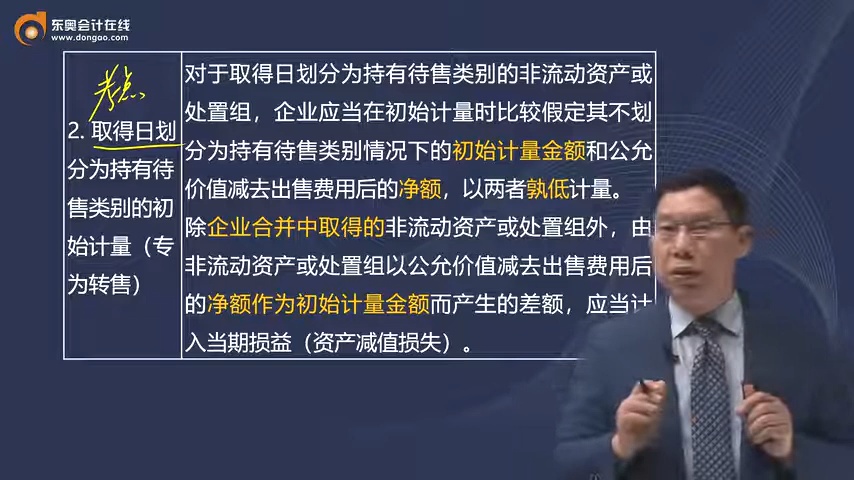 东奥会计在线
www.dongao.com
考点
2. 取得日划
分为持有待
售类别的初
始计量（专
为转售）
对于取得日划分为持有待售类别的非流动资产或
处置组，企业应当在初始计量时比较假定其不划
分为持有待售类别情况下的初始计量金额和公允
价值减去出售费用后的净额，以两者孰低计量。
除企业合并中取得的非流动资产或处置组外，由
非流动资产或处置组以公允价值减去出售费用后
的净额作为初始计量金额而产生的差额，应当计
入当期损益（资产减值损失）。